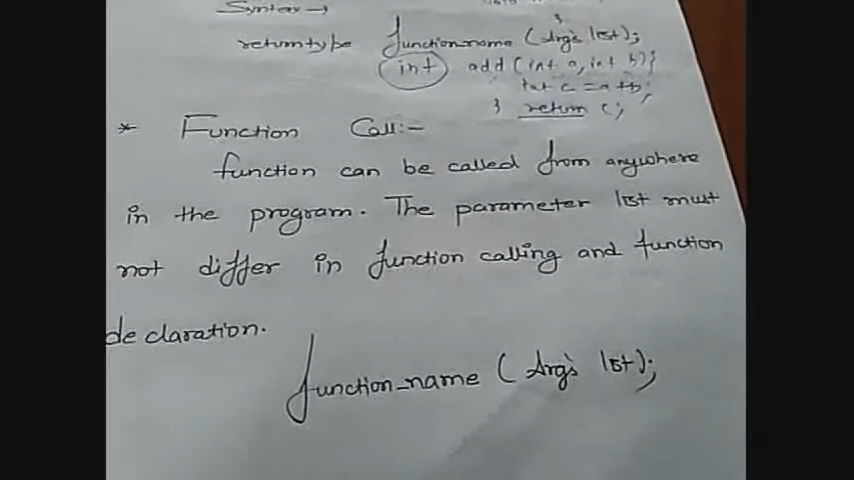 Syntax →
}
returntype function_name (Arg's list);
int add (int a, int b){
int c = a+b;
} return c;
* Function Call:-
function can be called from anywhere
in the program. The parameter list must
not differ in function calling and function
declaration.
function_name (Arg's list);